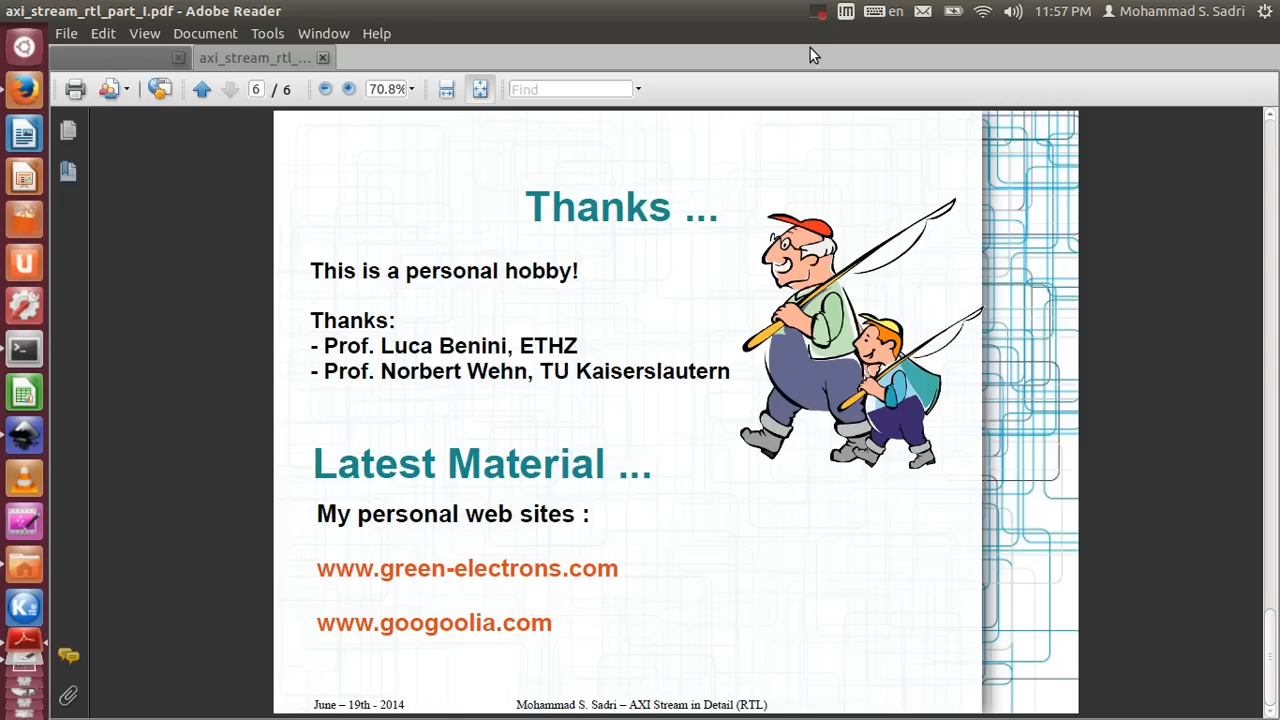 axi_stream_rtl_part_I.pdf - Adobe Reader
en
11:57 PM
Mohammad S. Sadri
File Edit View Document Tools Window Help
axi_stream_rtl_...
6 / 6
70.8%
Find
Thanks ...
This is a personal hobby!
Thanks:
- Prof. Luca Benini, ETHZ
- Prof. Norbert Wehn, TU Kaiserslautern
Latest Material ...
My personal web sites :
www.green-electrons.com
www.googoolia.com
June – 19th - 2014
Mohammad S. Sadri – AXI Stream in Detail (RTL)